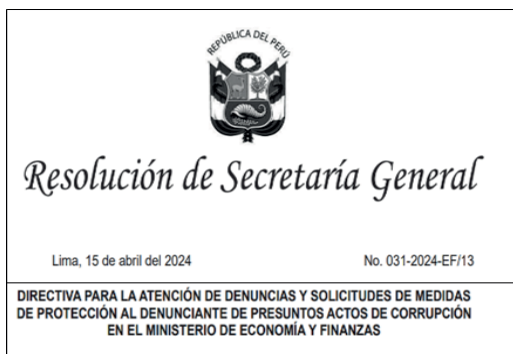 REPÚBLICA DEL PERÚ
Resolución de Secretaría General
Lima, 15 de abril del 2024 No. 031-2024-EF/13
DIRECTIVA PARA LA ATENCIÓN DE DENUNCIAS Y SOLICITUDES DE MEDIDAS
DE PROTECCIÓN AL DENUNCIANTE DE PRESUNTOS ACTOS DE CORRUPCIÓN
EN EL MINISTERIO DE ECONOMÍA Y FINANZAS